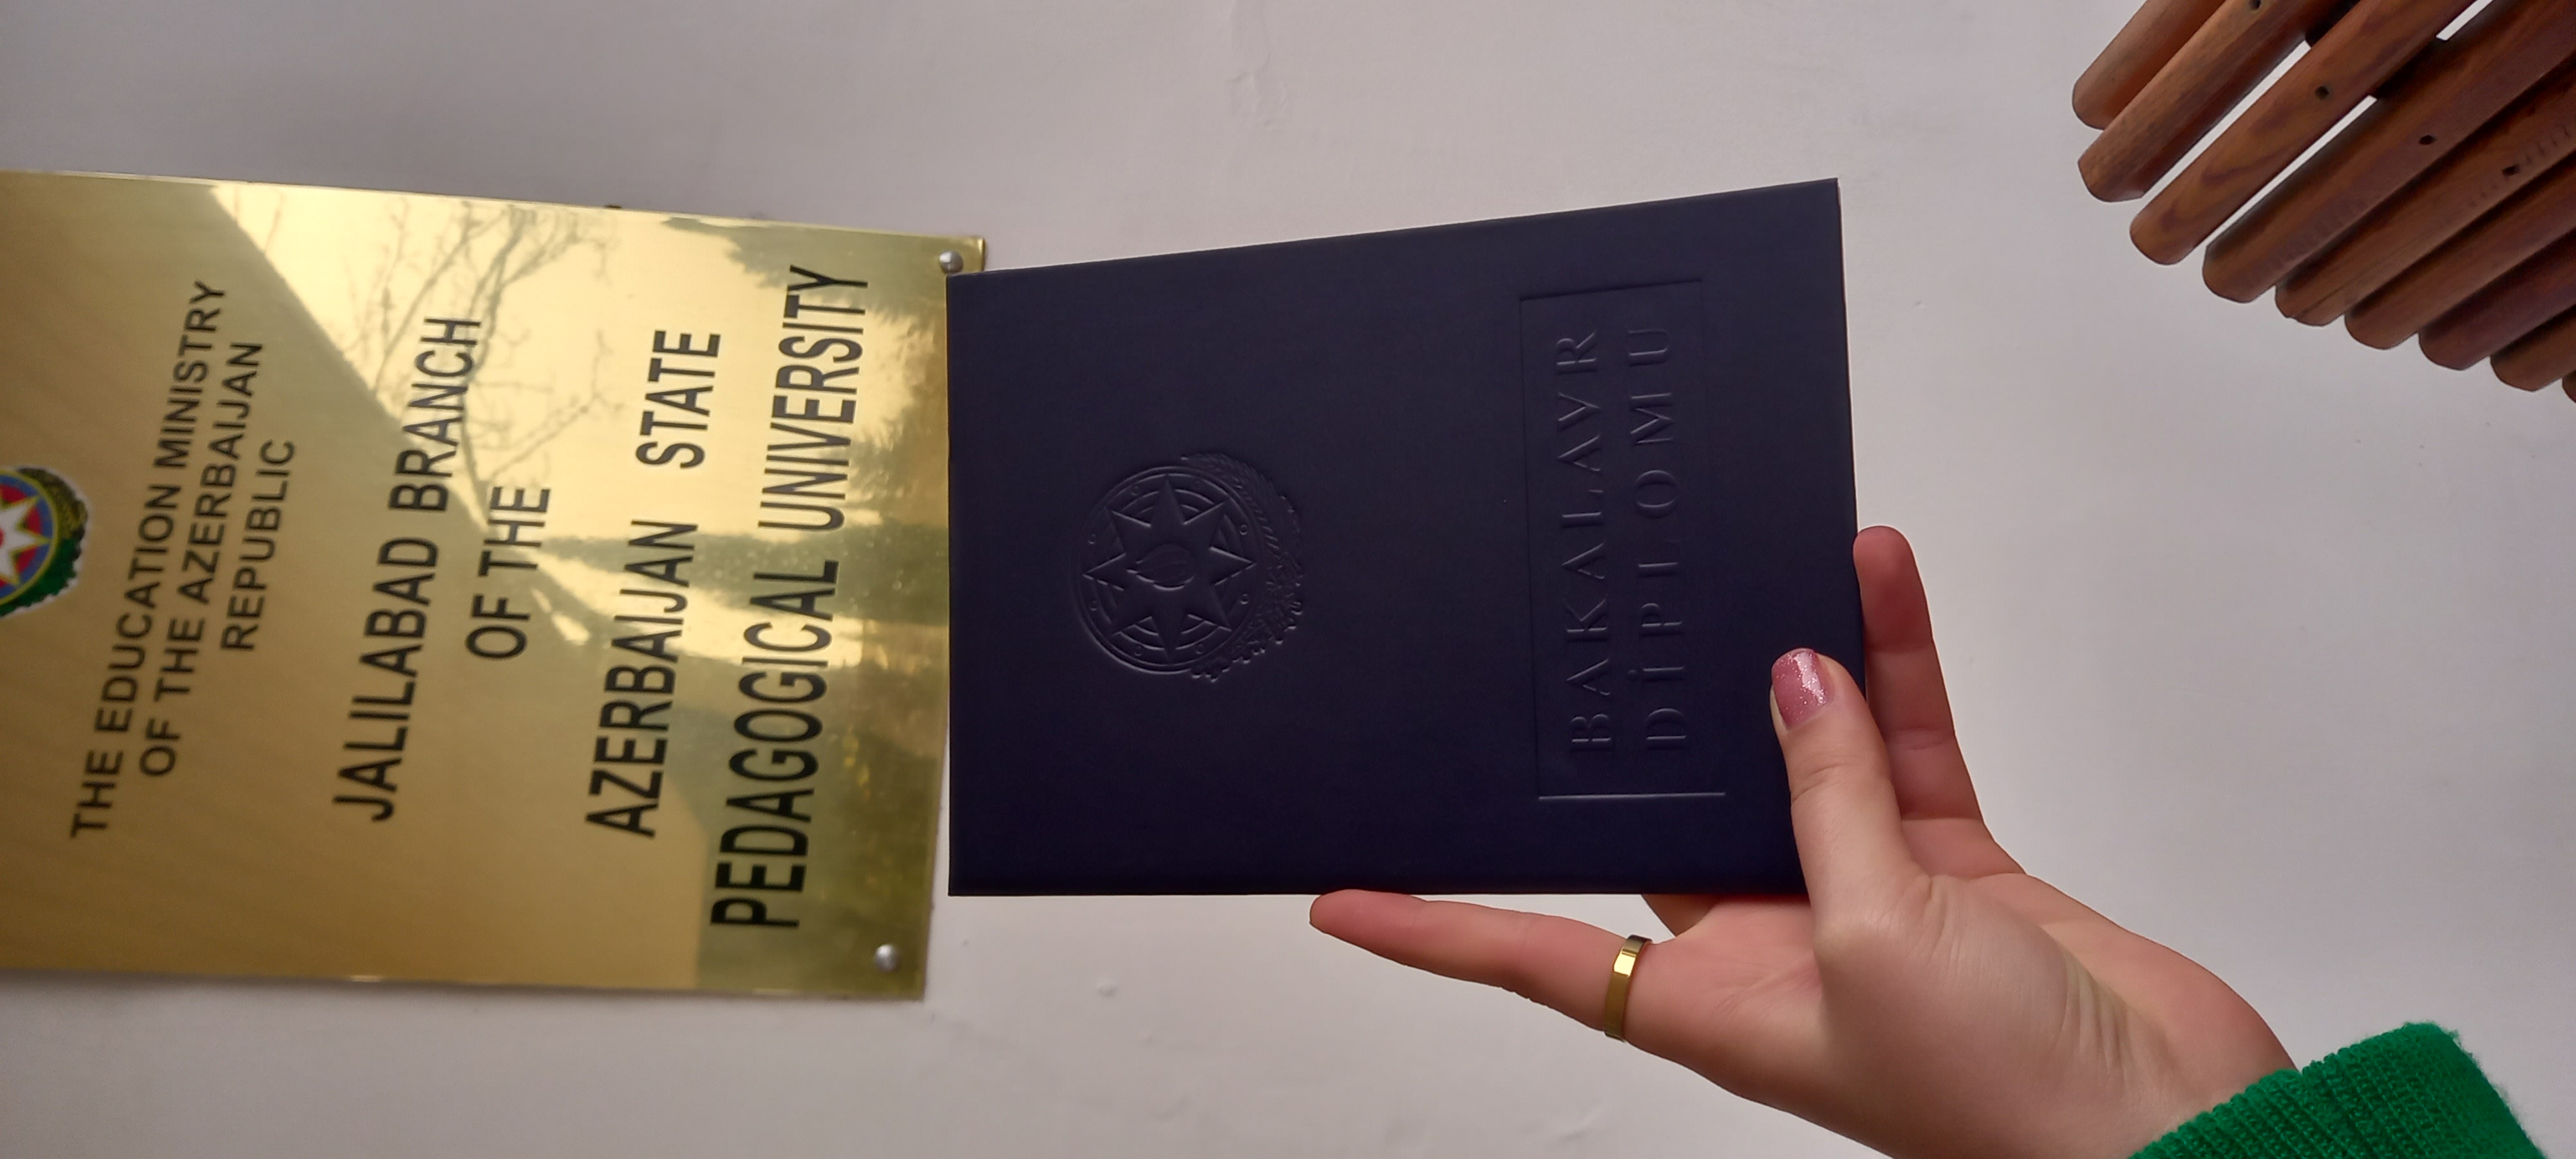 THE EDUCATION MINISTRY
OF THE AZERBAIJAN
REPUBLIC
JALILABAD BRANCH
OF THE
AZERBAIJAN STATE
PEDAGOGICAL UNIVERSITY
BAKALAVR
DİPLOMU